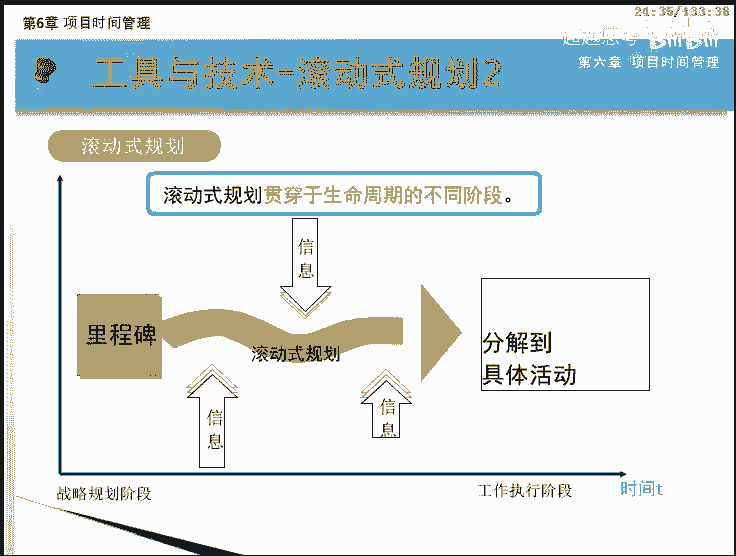 第6章 项目时间管理
24:35/133:38
工具与技术-滚动式规划2
第六章 项目时间管理
滚动式规划
滚动式规划贯穿于生命周期的不同阶段。
信息
里程碑
滚动式规划
分解到
具体活动
信息
信息
战略规划阶段
工作执行阶段
时间t